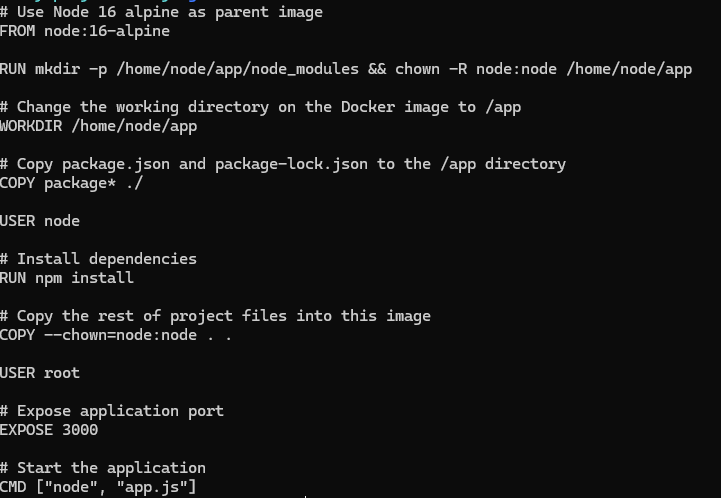 # Use Node 16 alpine as parent image
FROM node:16-alpine
RUN mkdir -p /home/node/app/node_modules && chown -R node:node /home/node/app
# Change the working directory on the Docker image to /app
WORKDIR /home/node/app
# Copy package.json and package-lock.json to the /app directory
COPY package* ./
USER node
# Install dependencies
RUN npm install
# Copy the rest of project files into this image
COPY --chown=node:node . .
USER root
# Expose application port
EXPOSE 3000
# Start the application
CMD ["node", "app.js"]